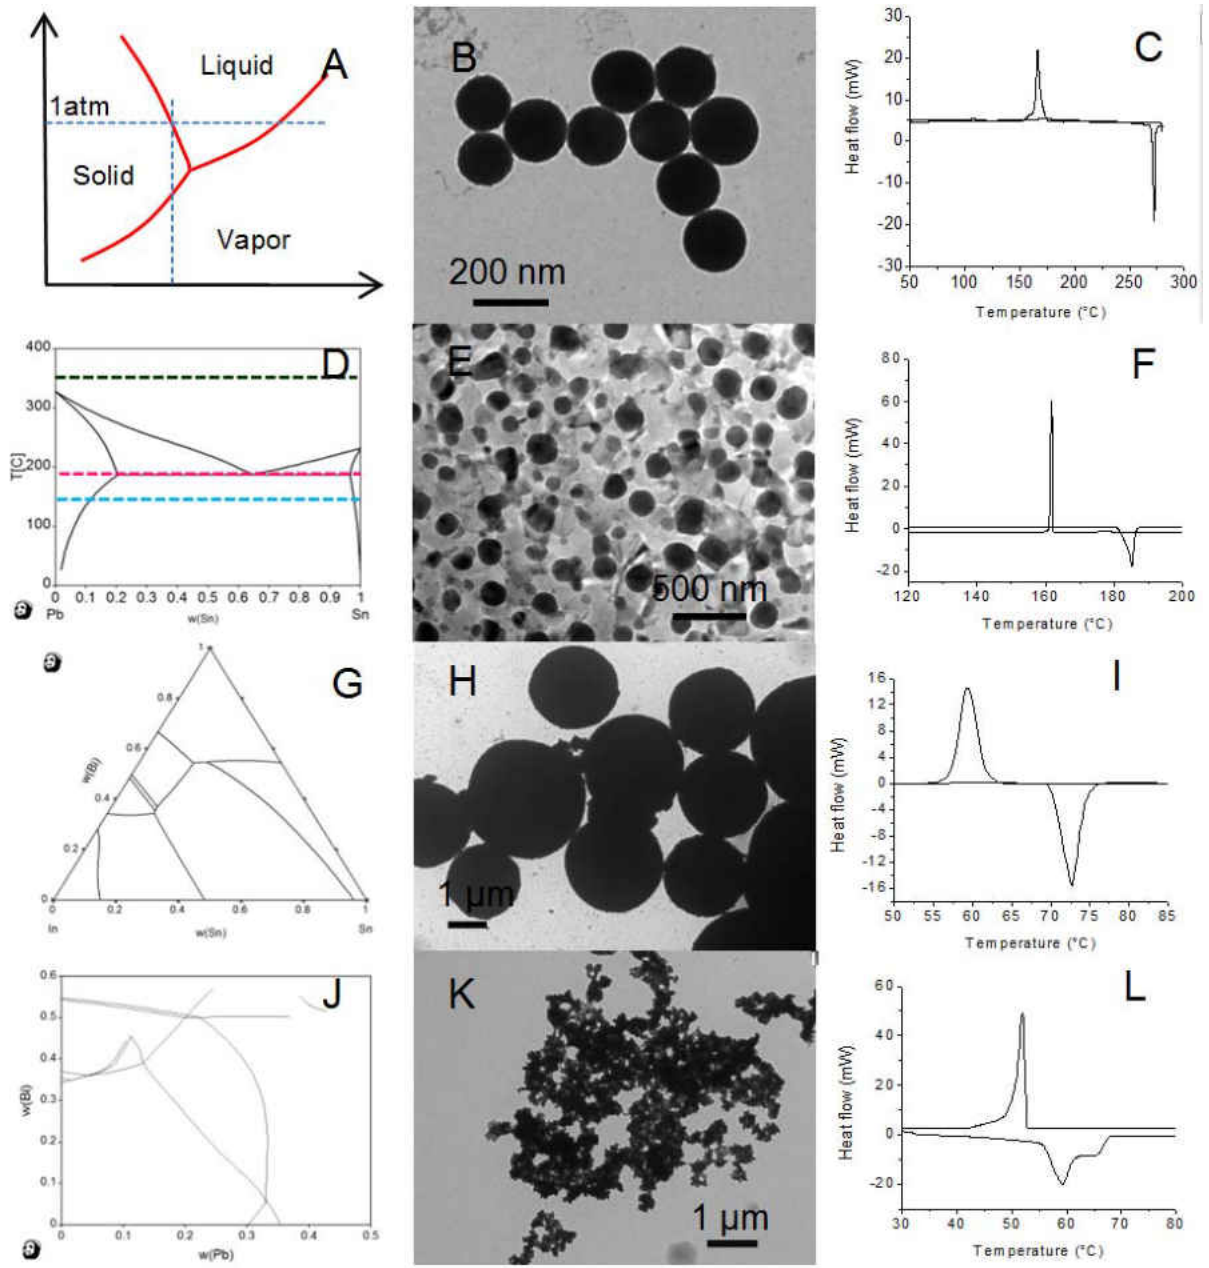 A
Liquid
1atm
Solid
Vapor
B
200 nm
C
Heat flow (mW)
30
20
10
0
-10
-20
-30
50 100 150 200 250 300
Temperature (°C)
D
T[C]
400
300
200
100
0
Pb 0.1 0.2 0.3 0.4 0.5 0.6 0.7 0.8 0.9 1
Sn
w(Sn)
E
500 nm
F
Heat flow (mW)
80
60
40
20
0
-20
120 140 160 180 200
Temperature (°C)
G
1
0.8
0.6
w(Bi)
0.4
0.2
0
0 0.2 0.4 0.6 0.8 1
In w(Sn) Sn
H
1 µm
I
Heat flow (mW)
16
12
8
4
0
-4
-8
-12
-16
50 55 60 65 70 75 80 85
Temperature (°C)
J
w(Bi)
0.6
0.5
0.4
0.3
0.2
0.1
0
0 0.1 0.2 0.3 0.4 0.5
w(Pb)
K
1 µm
L
Heat flow (mW)
60
40
20
0
-20
30 40 50 60 70 80
Temperature (°C)